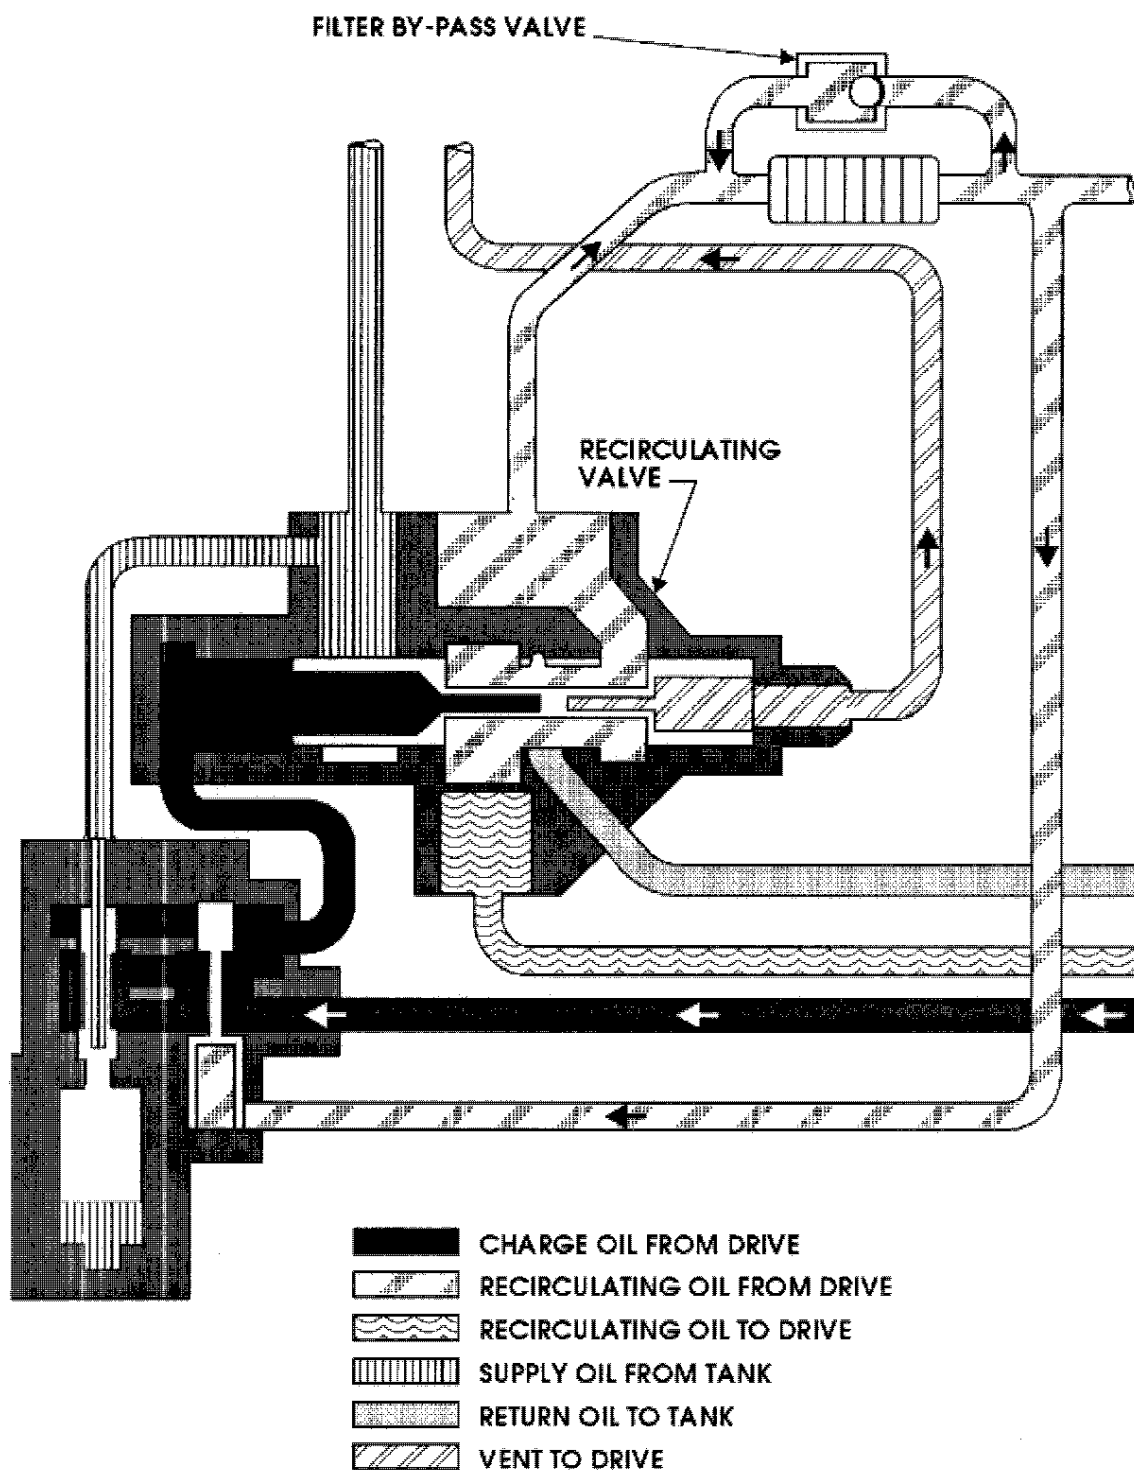 FILTER BY-PASS VALVE
RECIRCULATING
VALVE
CHARGE OIL FROM DRIVE
RECIRCULATING OIL FROM DRIVE
RECIRCULATING OIL TO DRIVE
SUPPLY OIL FROM TANK
RETURN OIL TO TANK
VENT TO DRIVE